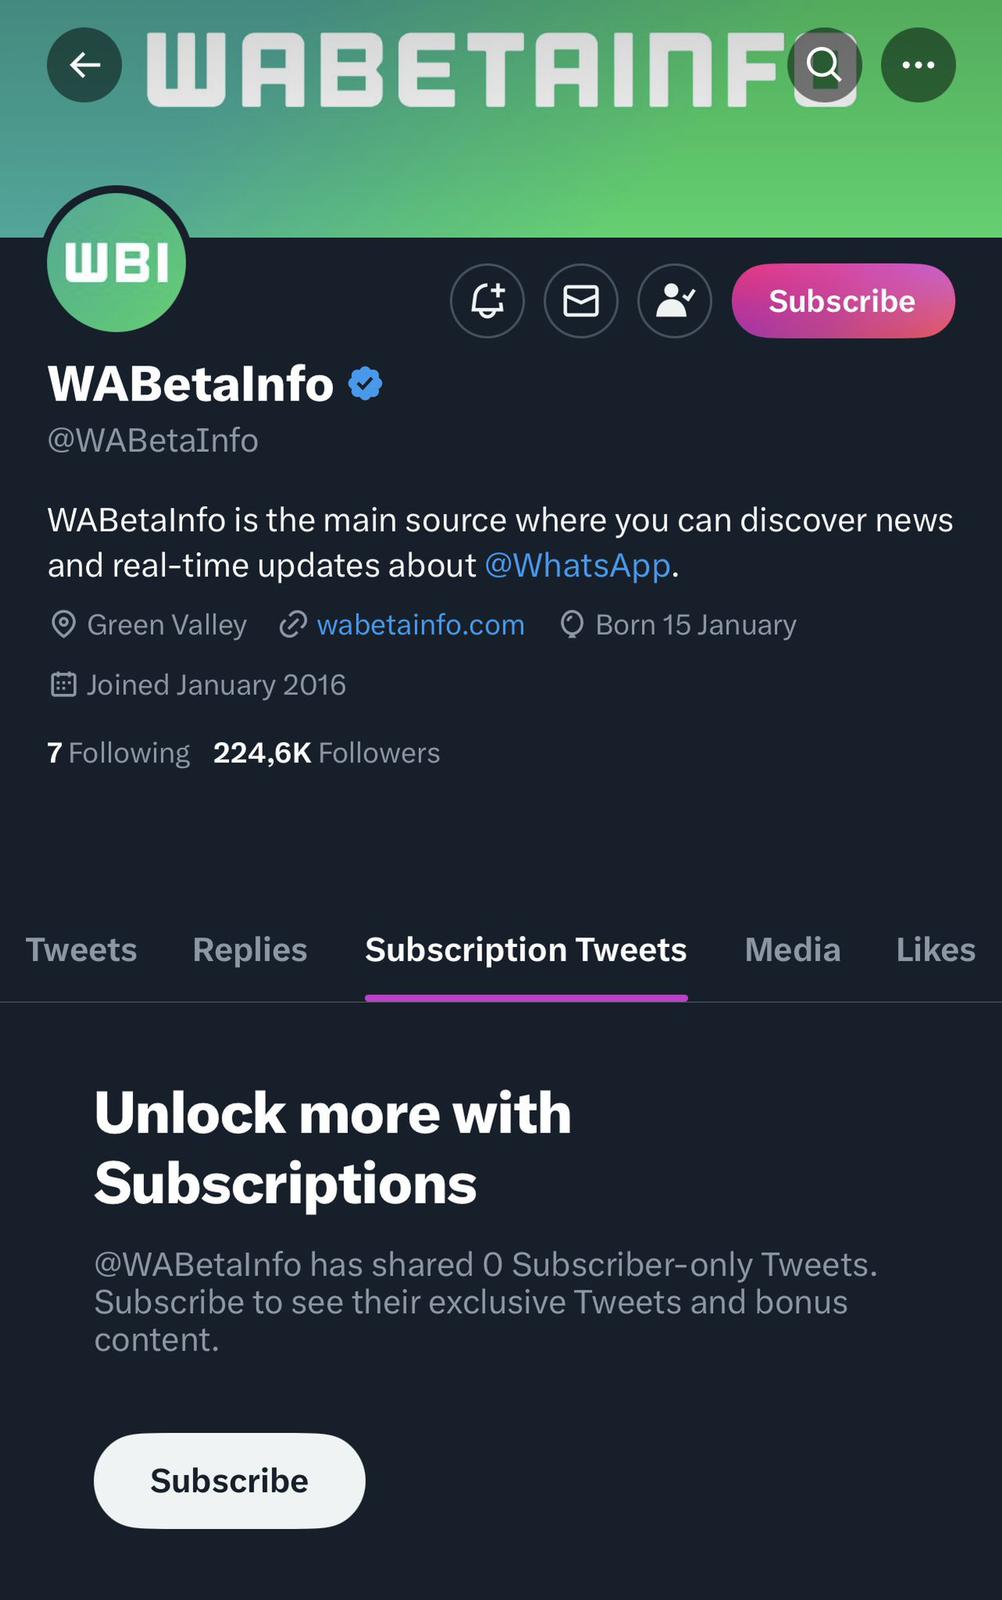 WABETAINFO
WBI
Subscribe
WABetaInfo
@WABetaInfo
WABetaInfo is the main source where you can discover news
and real-time updates about @WhatsApp.
Green Valley wabetainfo.com Born 15 January
Joined January 2016
7 Following 224,6K Followers
Tweets Replies Subscription Tweets Media Likes
Unlock more with
Subscriptions
@WABetaInfo has shared 0 Subscriber-only Tweets.
Subscribe to see their exclusive Tweets and bonus
content.
Subscribe